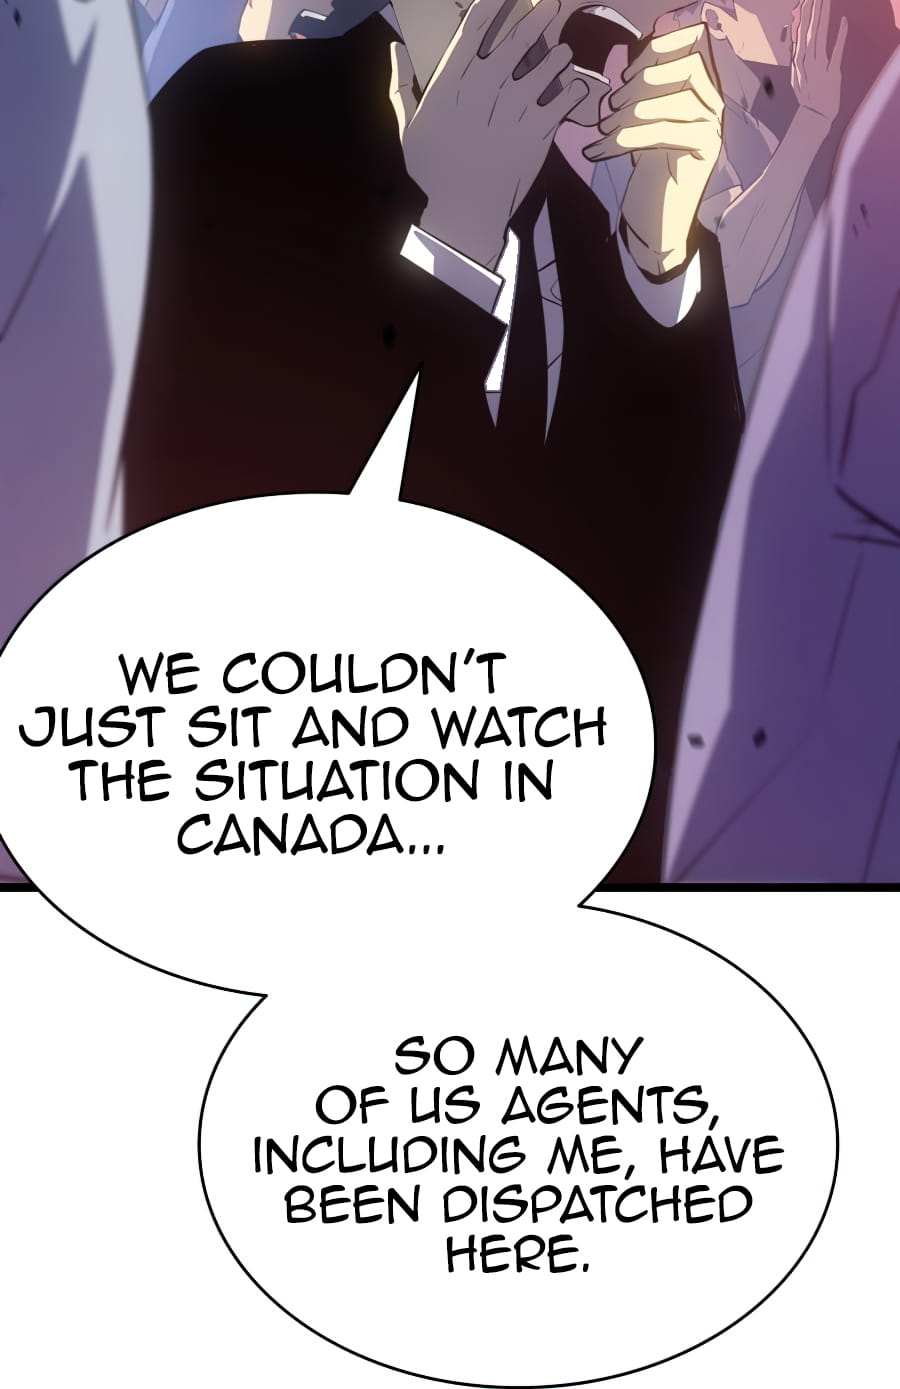 WE COULDN'T
JUST SIT AND WATCH
THE SITUATION IN
CANADA...
SO MANY
OF US AGENTS,
INCLUDING ME, HAVE
BEEN DISPATCHED
HERE.